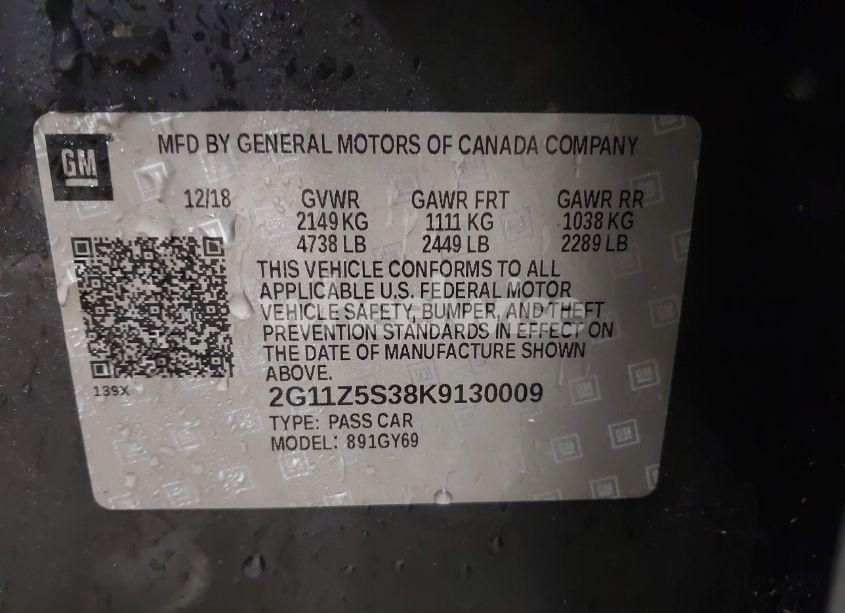 GM
MFD BY GENERAL MOTORS OF CANADA COMPANY
12/18 GVWR GAWR FRT GAWR RR
2149 KG 1111 KG 1038 KG
4738 LB 2449 LB 2289 LB
THIS VEHICLE CONFORMS TO ALL
APPLICABLE U.S. FEDERAL MOTOR
VEHICLE SAFETY, BUMPER, AND THEFT
PREVENTION STANDARDS IN EFFECT ON
THE DATE OF MANUFACTURE SHOWN
ABOVE.
139X
2G11Z5S38K9130009
TYPE: PASS CAR
MODEL: 891GY69